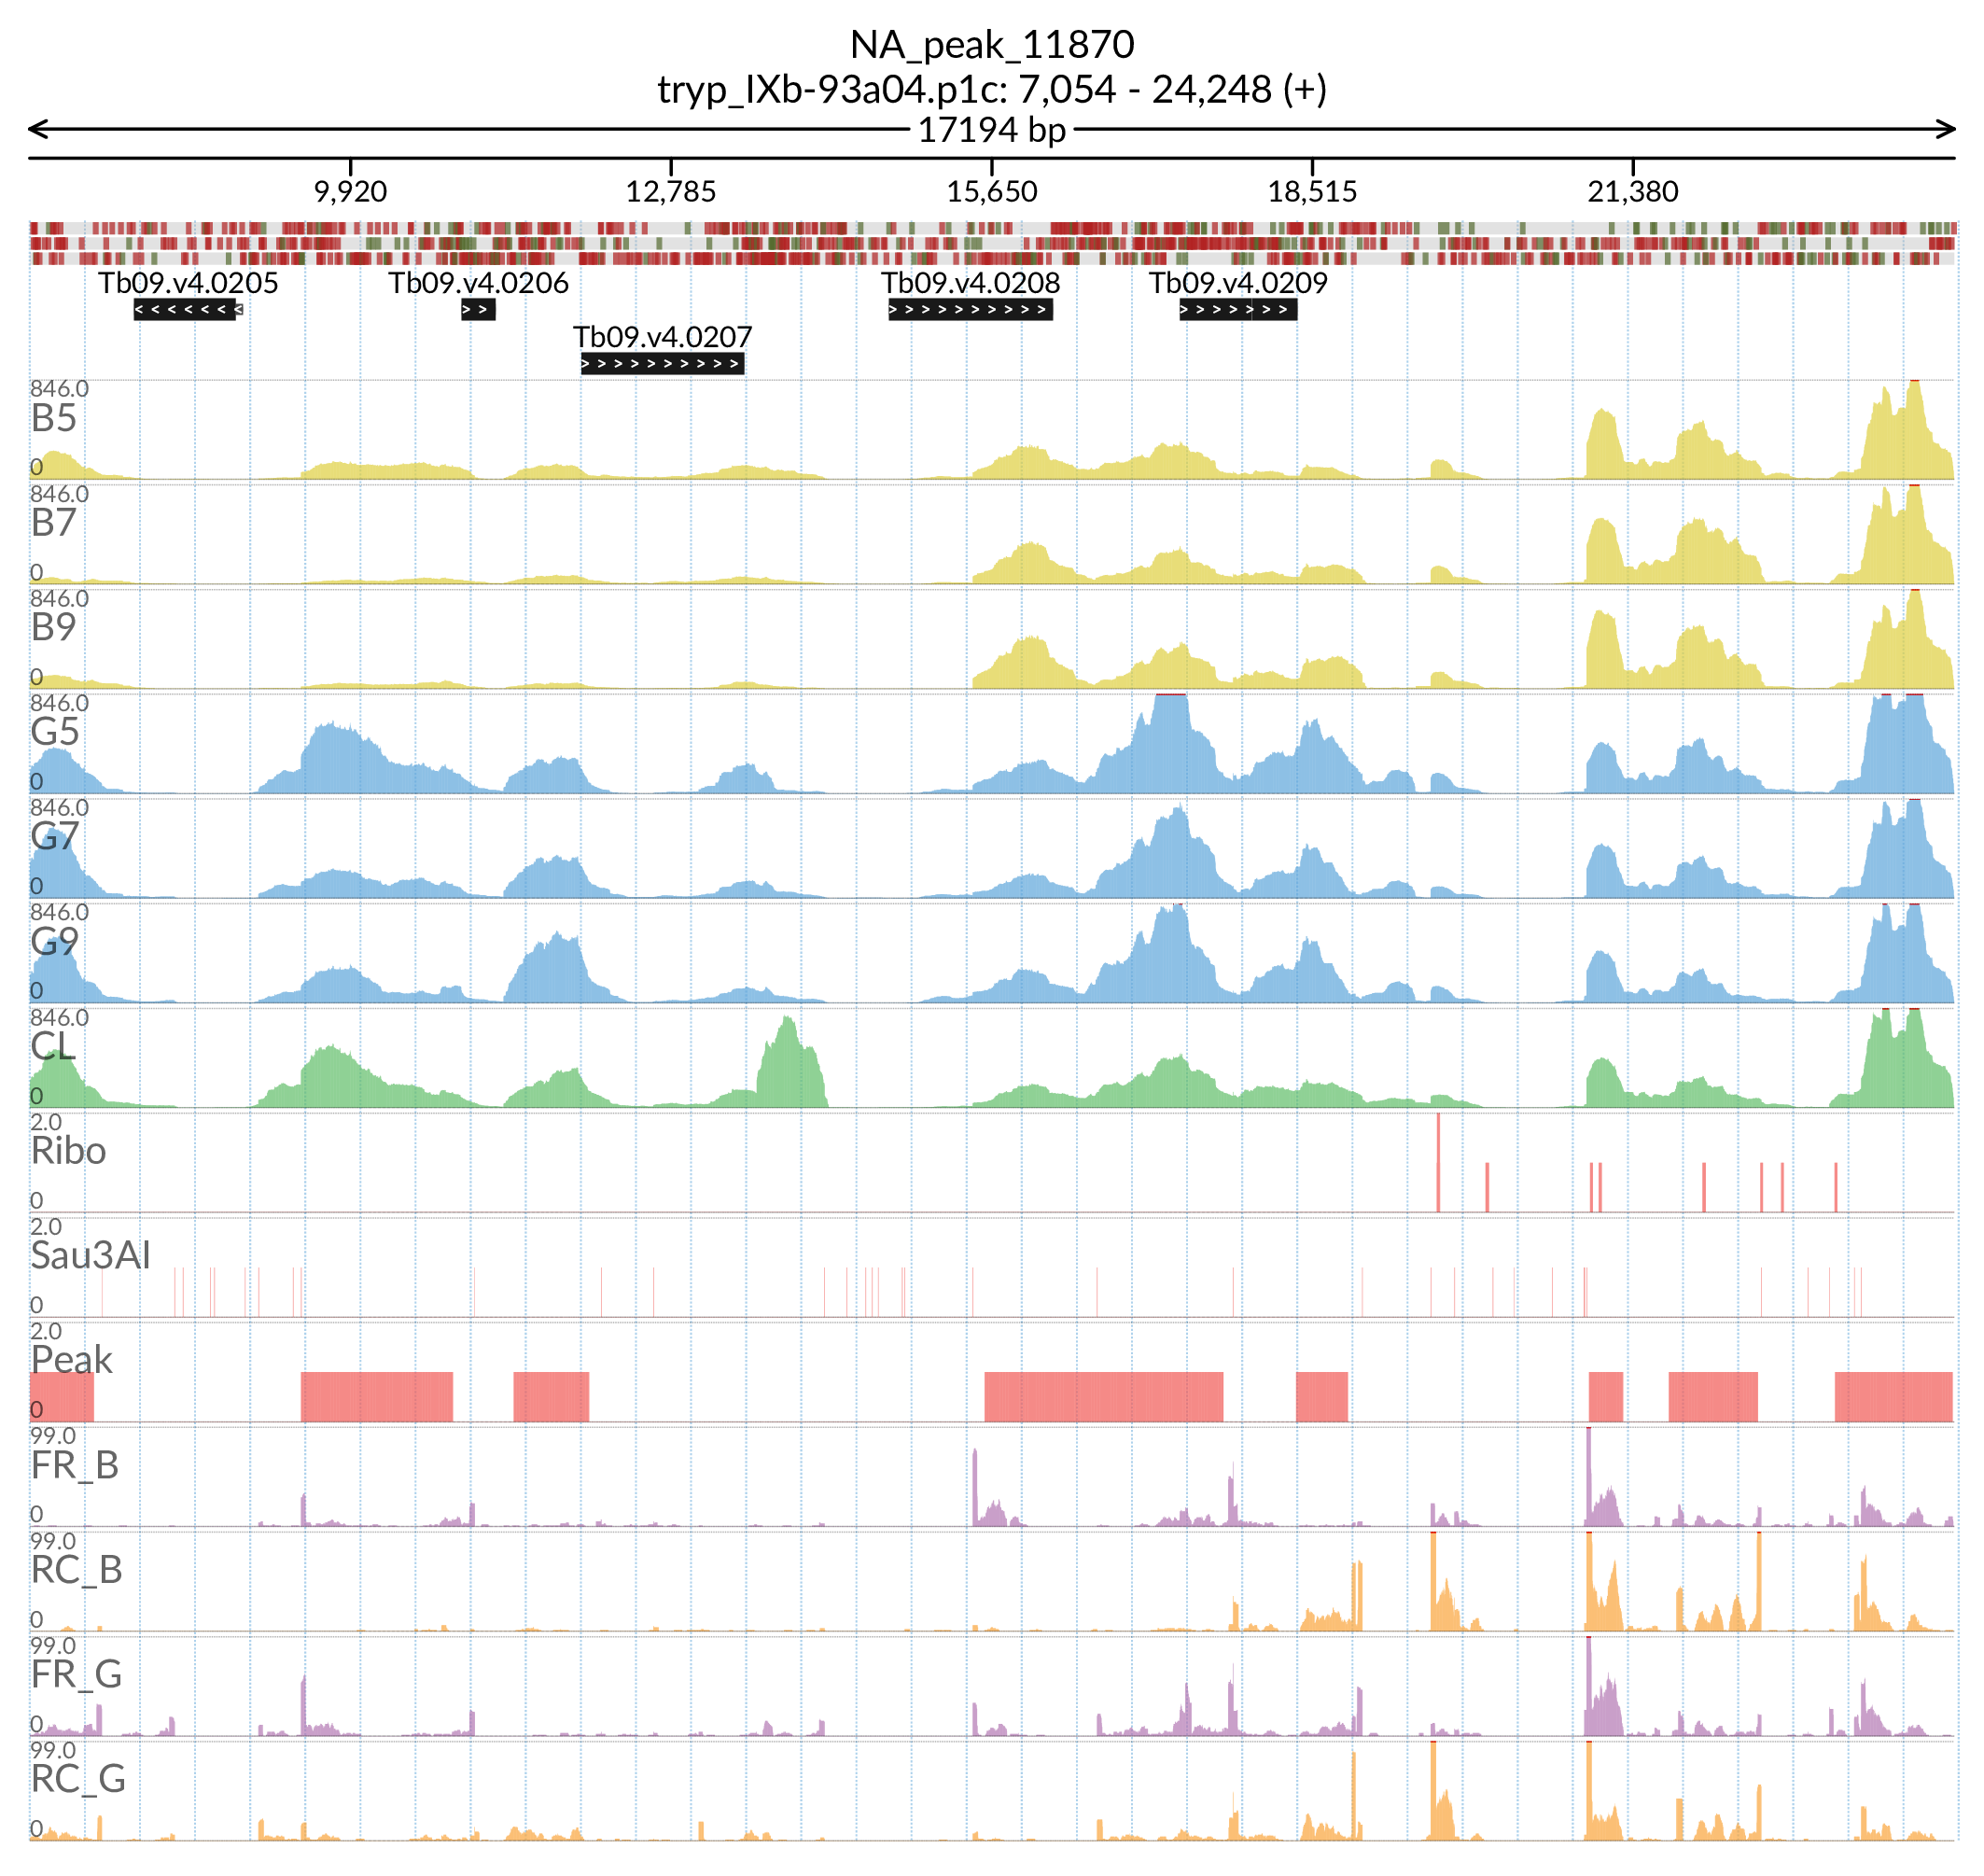 NA_peak_11870
tryp_IXb-93a04.p1c: 7,054 - 24,248 (+)
17194 bp
9,920 12,785 15,650 18,515 21,380
Tb09.v4.0205 Tb09.v4.0206 Tb09.v4.0208 Tb09.v4.0209
Tb09.v4.0207
846.0
B5
0
846.0
B7
0
846.0
B9
0
846.0
G5
0
846.0
G7
0
846.0
G9
0
846.0
CL
0
2.0
Ribo
0
2.0
Sau3AI
0
2.0
Peak
0
99.0
FR_B
0
99.0
RC_B
0
99.0
FR_G
0
99.0
RC_G
0